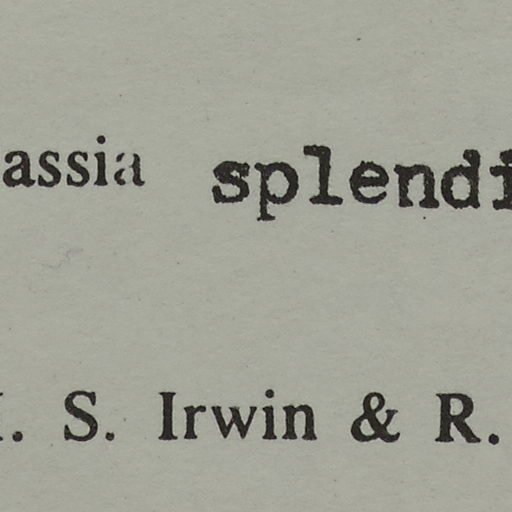 assia splendi
. S. Irwin & R.